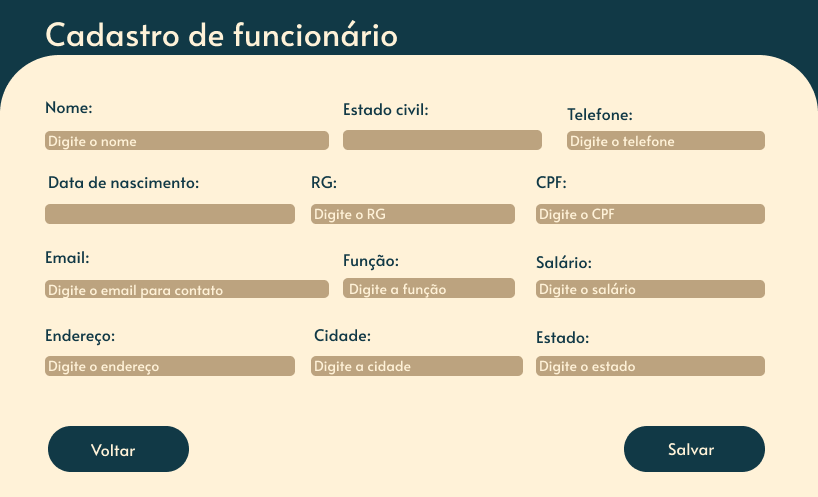 Cadastro de funcionário
Nome: Estado civil: Telefone:
Digite o nome Digite o telefone
Data de nascimento: RG: CPF:
Digite o RG Digite o CPF
Email: Função: Salário:
Digite o email para contato Digite a função Digite o salário
Endereço: Cidade: Estado:
Digite o endereço Digite a cidade Digite o estado
Voltar Salvar